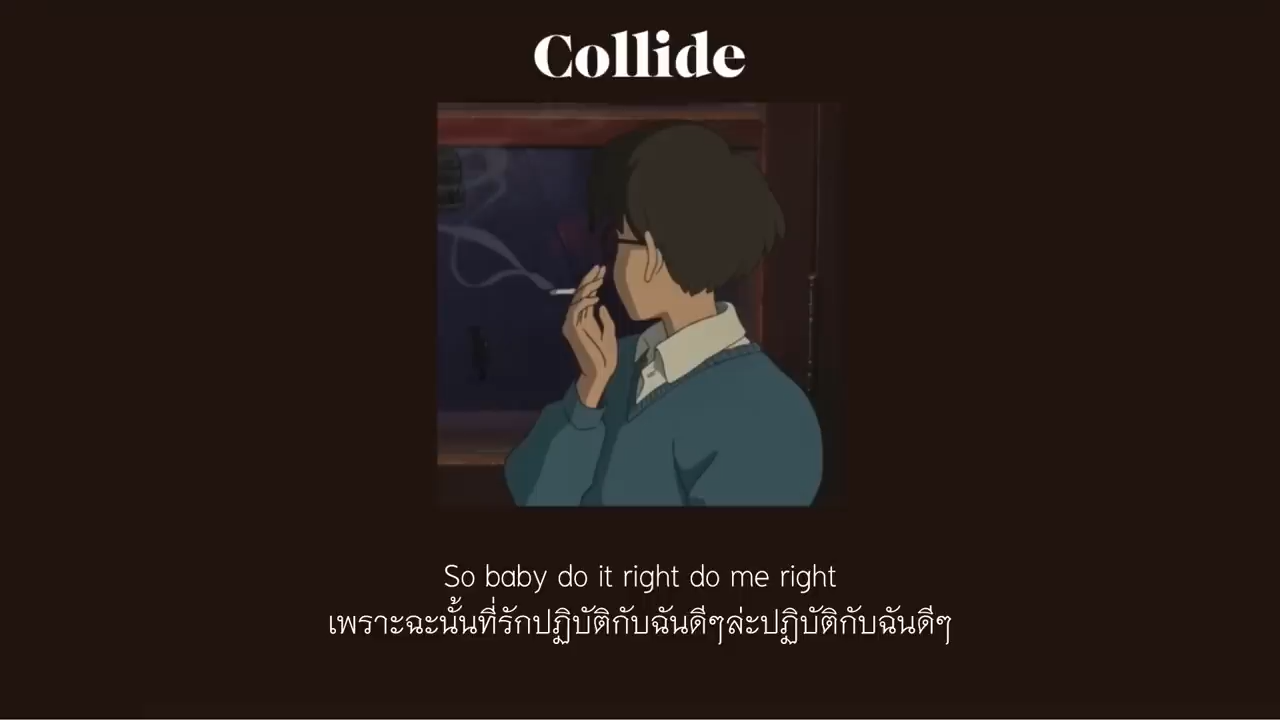 Collide
So baby do it right do me right
เพราะฉะนั้นที่รักปฏิบัติกับฉันดีๆล่ะปฏิบัติกับฉันดีๆ